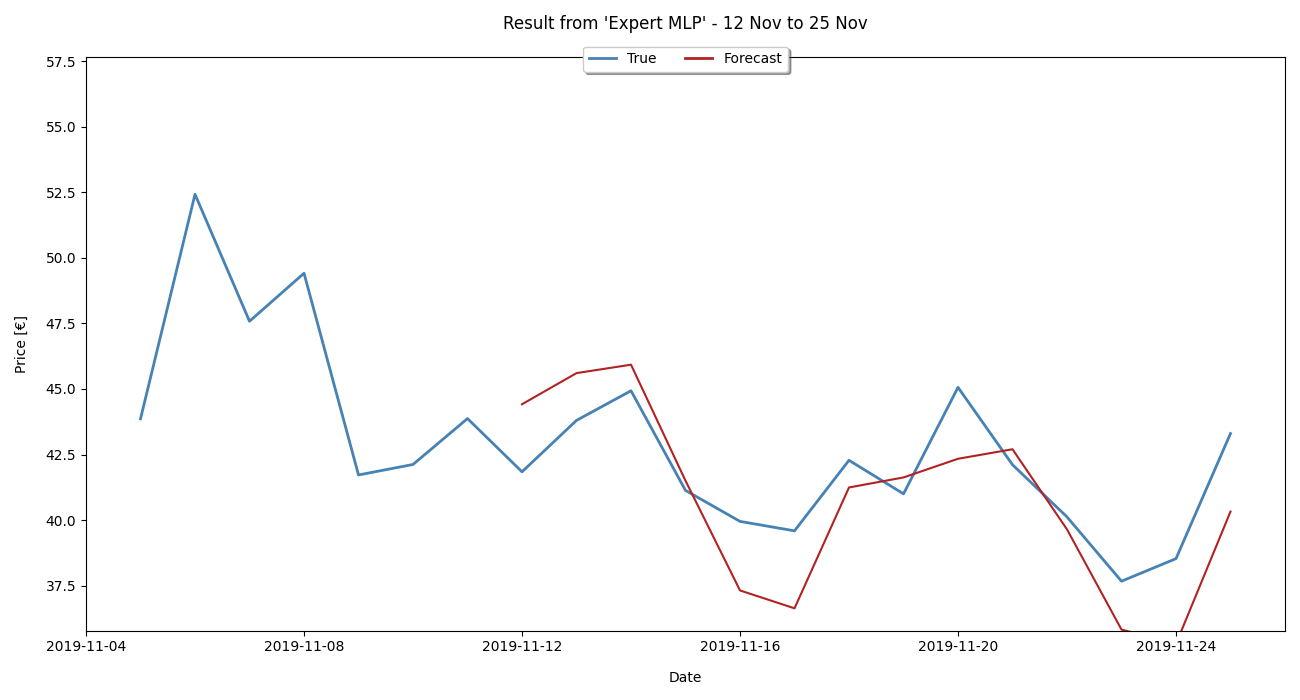 Result from 'Expert MLP' - 12 Nov to 25 Nov
True Forecast
57.5
55.0
52.5
50.0
47.5
45.0
42.5
40.0
37.5
Price [€]
2019-11-04 2019-11-08 2019-11-12 2019-11-16 2019-11-20 2019-11-24
Date